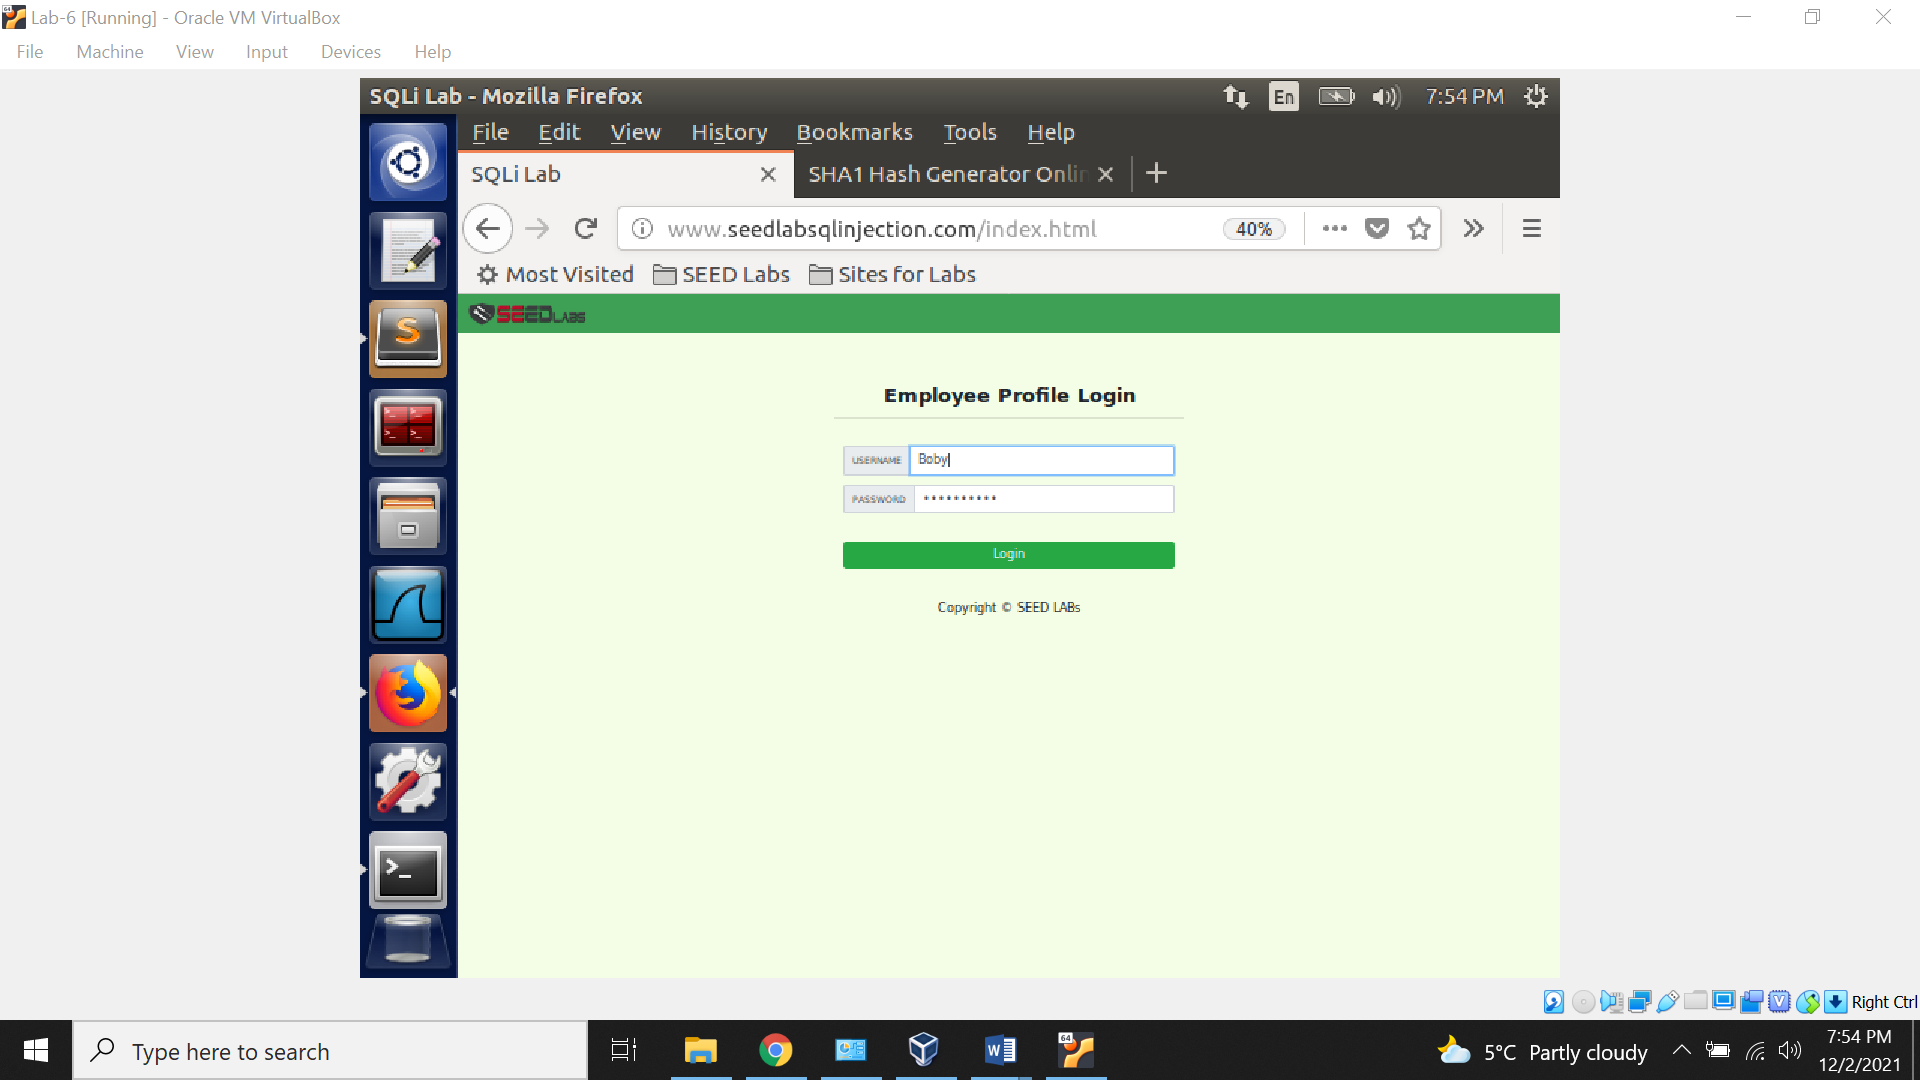 Lab-6 [Running] - Oracle VM VirtualBox
File Machine View Input Devices Help
SQLi Lab - Mozilla Firefox En 7:54 PM
File Edit View History Bookmarks Tools Help
SQLi Lab SHA1 Hash Generator Onlin
www.seedlabsqlinjection.com/index.html 40%
Most Visited SEED Labs Sites for Labs
SEEDLABS
Employee Profile Login
USERNAME Boby
PASSWORD ••••••••••
Login
Copyright © SEED LABs
Right Ctrl
Type here to search
64
5°C Partly cloudy
7:54 PM
12/2/2021